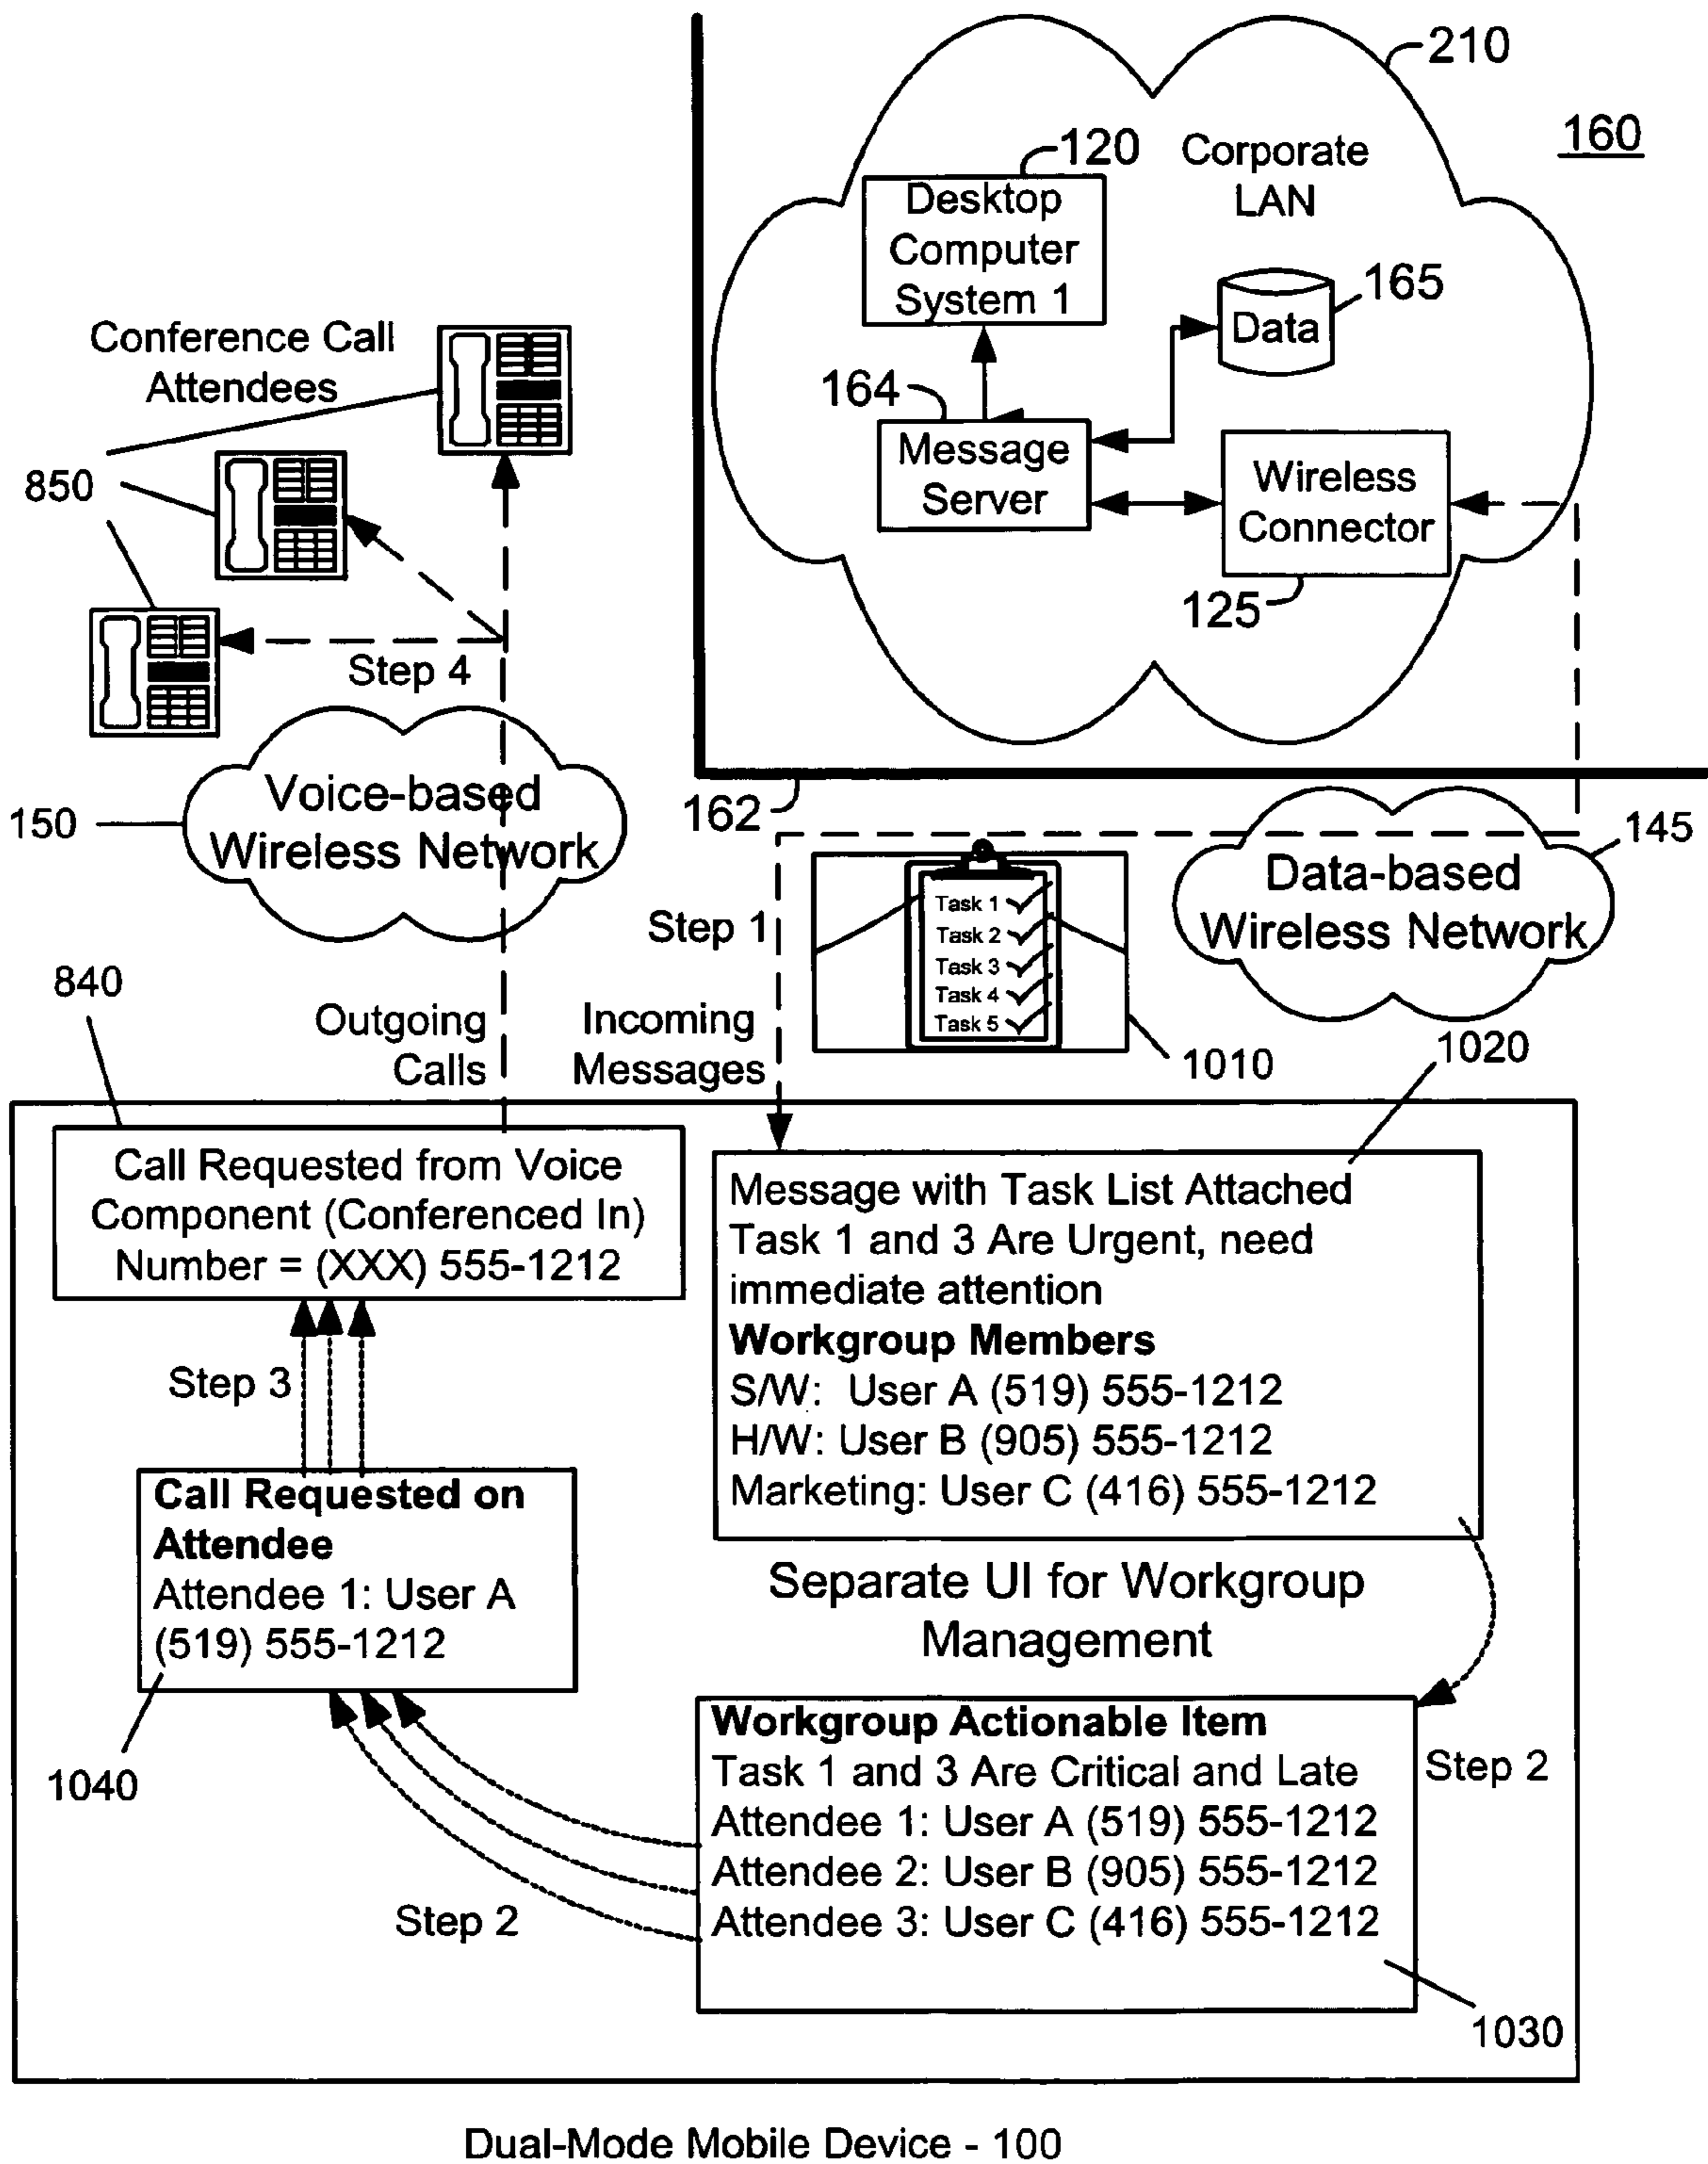 210
160
120
Corporate
LAN
Desktop
Computer
System 1
165
Data
Conference Call
Attendees
164
Message
Server
Wireless
Connector
850
125
Step 4
Voice-based
Wireless Network
150
162
145
Data-based
Wireless Network
Step 1
Task 1
Task 2
Task 3
Task 4
Task 5
840
Outgoing
Calls
Incoming
Messages
1010
1020
Call Requested from Voice
Component (Conferenced In)
Number = (XXX) 555-1212
Message with Task List Attached
Task 1 and 3 Are Urgent, need
immediate attention
Workgroup Members
S/W: User A (519) 555-1212
H/W: User B (905) 555-1212
Marketing: User C (416) 555-1212
Step 3
Call Requested on
Attendee
Attendee 1: User A
(519) 555-1212
Separate UI for Workgroup
Management
1040
Workgroup Actionable Item
Task 1 and 3 Are Critical and Late
Attendee 1: User A (519) 555-1212
Attendee 2: User B (905) 555-1212
Attendee 3: User C (416) 555-1212
Step 2
Step 2
1030
Dual-Mode Mobile Device - 100